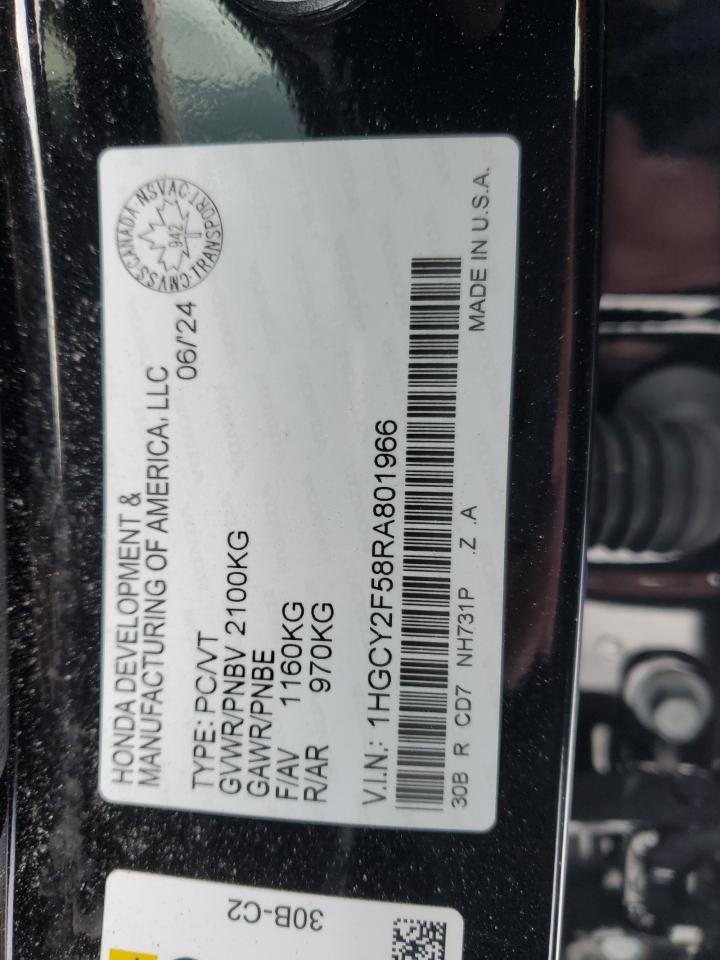 HONDA DEVELOPMENT &
MANUFACTURING OF AMERICA, LLC
06/'24
CANADA · NSVAC
942
CMVSS TRANSPORT
TYPE: PC/VT
GVWR/PNBV 2100KG
GAWR/PNBE
F/AV 1160KG
R/AR 970KG
V.I.N.: 1HGCY2F58RA801966
30B R CD7 NH731P .Z .A
MADE IN U.S.A.
30B-C2